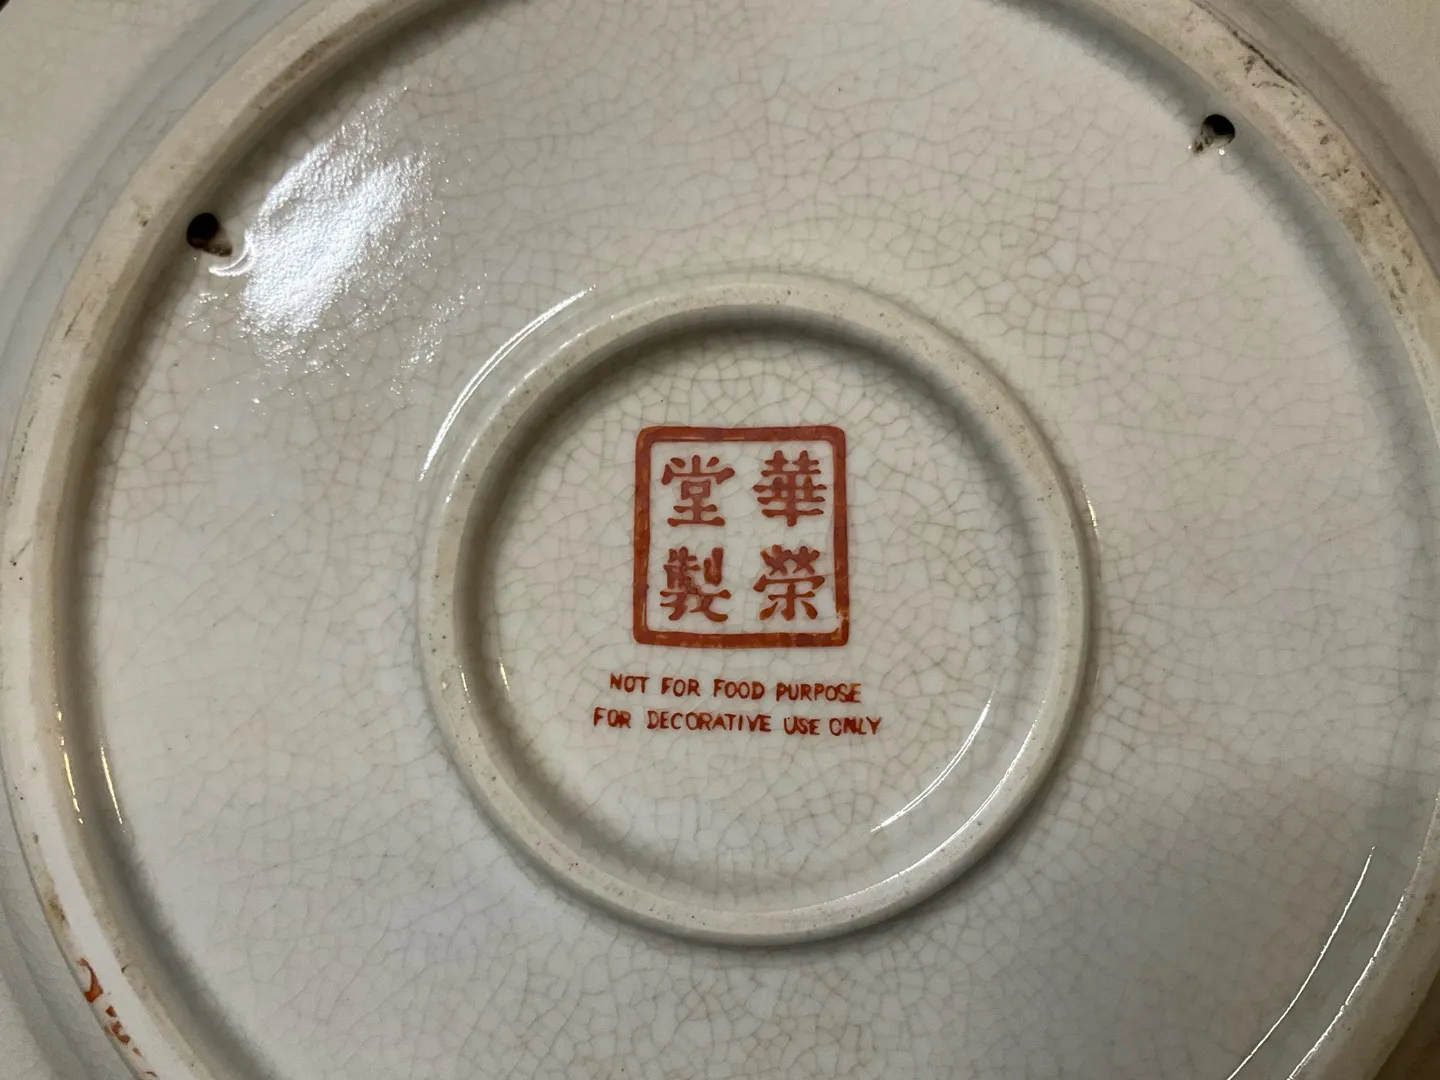 華榮
堂製
NOT FOR FOOD PURPOSE
FOR DECORATIVE USE ONLY